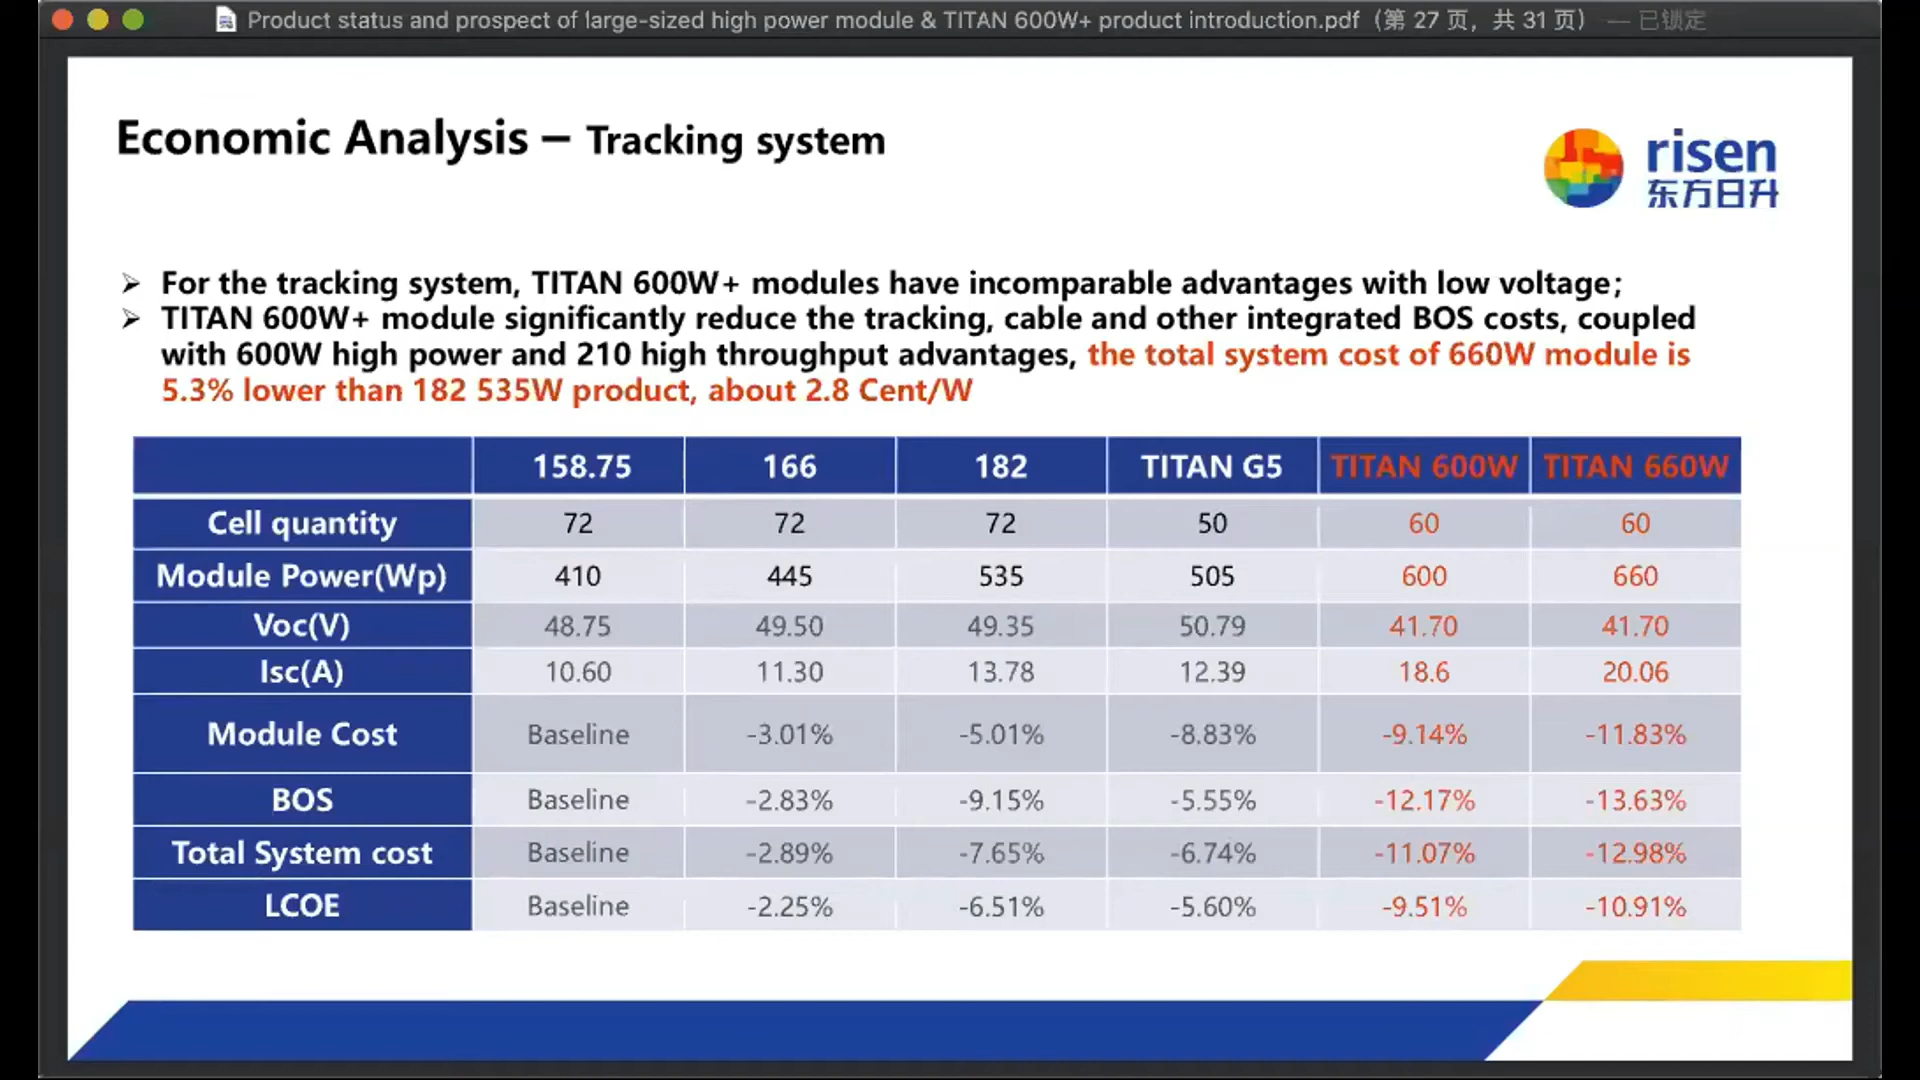 Product status and prospect of large-sized high power module & TITAN 600W+ product introduction.pdf（第 27 页，共 31 页） — 已锁定
Economic Analysis – Tracking system
risen
东方日升
➢ For the tracking system, TITAN 600W+ modules have incomparable advantages with low voltage;
➢ TITAN 600W+ module significantly reduce the tracking, cable and other integrated BOS costs, coupled
with 600W high power and 210 high throughput advantages, the total system cost of 660W module is
5.3% lower than 182 535W product, about 2.8 Cent/W
158.75 166 182 TITAN G5 TITAN 600W TITAN 660W
Cell quantity 72 72 72 50 60 60
Module Power(Wp) 410 445 535 505 600 660
Voc(V) 48.75 49.50 49.35 50.79 41.70 41.70
Isc(A) 10.60 11.30 13.78 12.39 18.6 20.06
Module Cost Baseline -3.01% -5.01% -8.83% -9.14% -11.83%
BOS Baseline -2.83% -9.15% -5.55% -12.17% -13.63%
Total System cost Baseline -2.89% -7.65% -6.74% -11.07% -12.98%
LCOE Baseline -2.25% -6.51% -5.60% -9.51% -10.91%